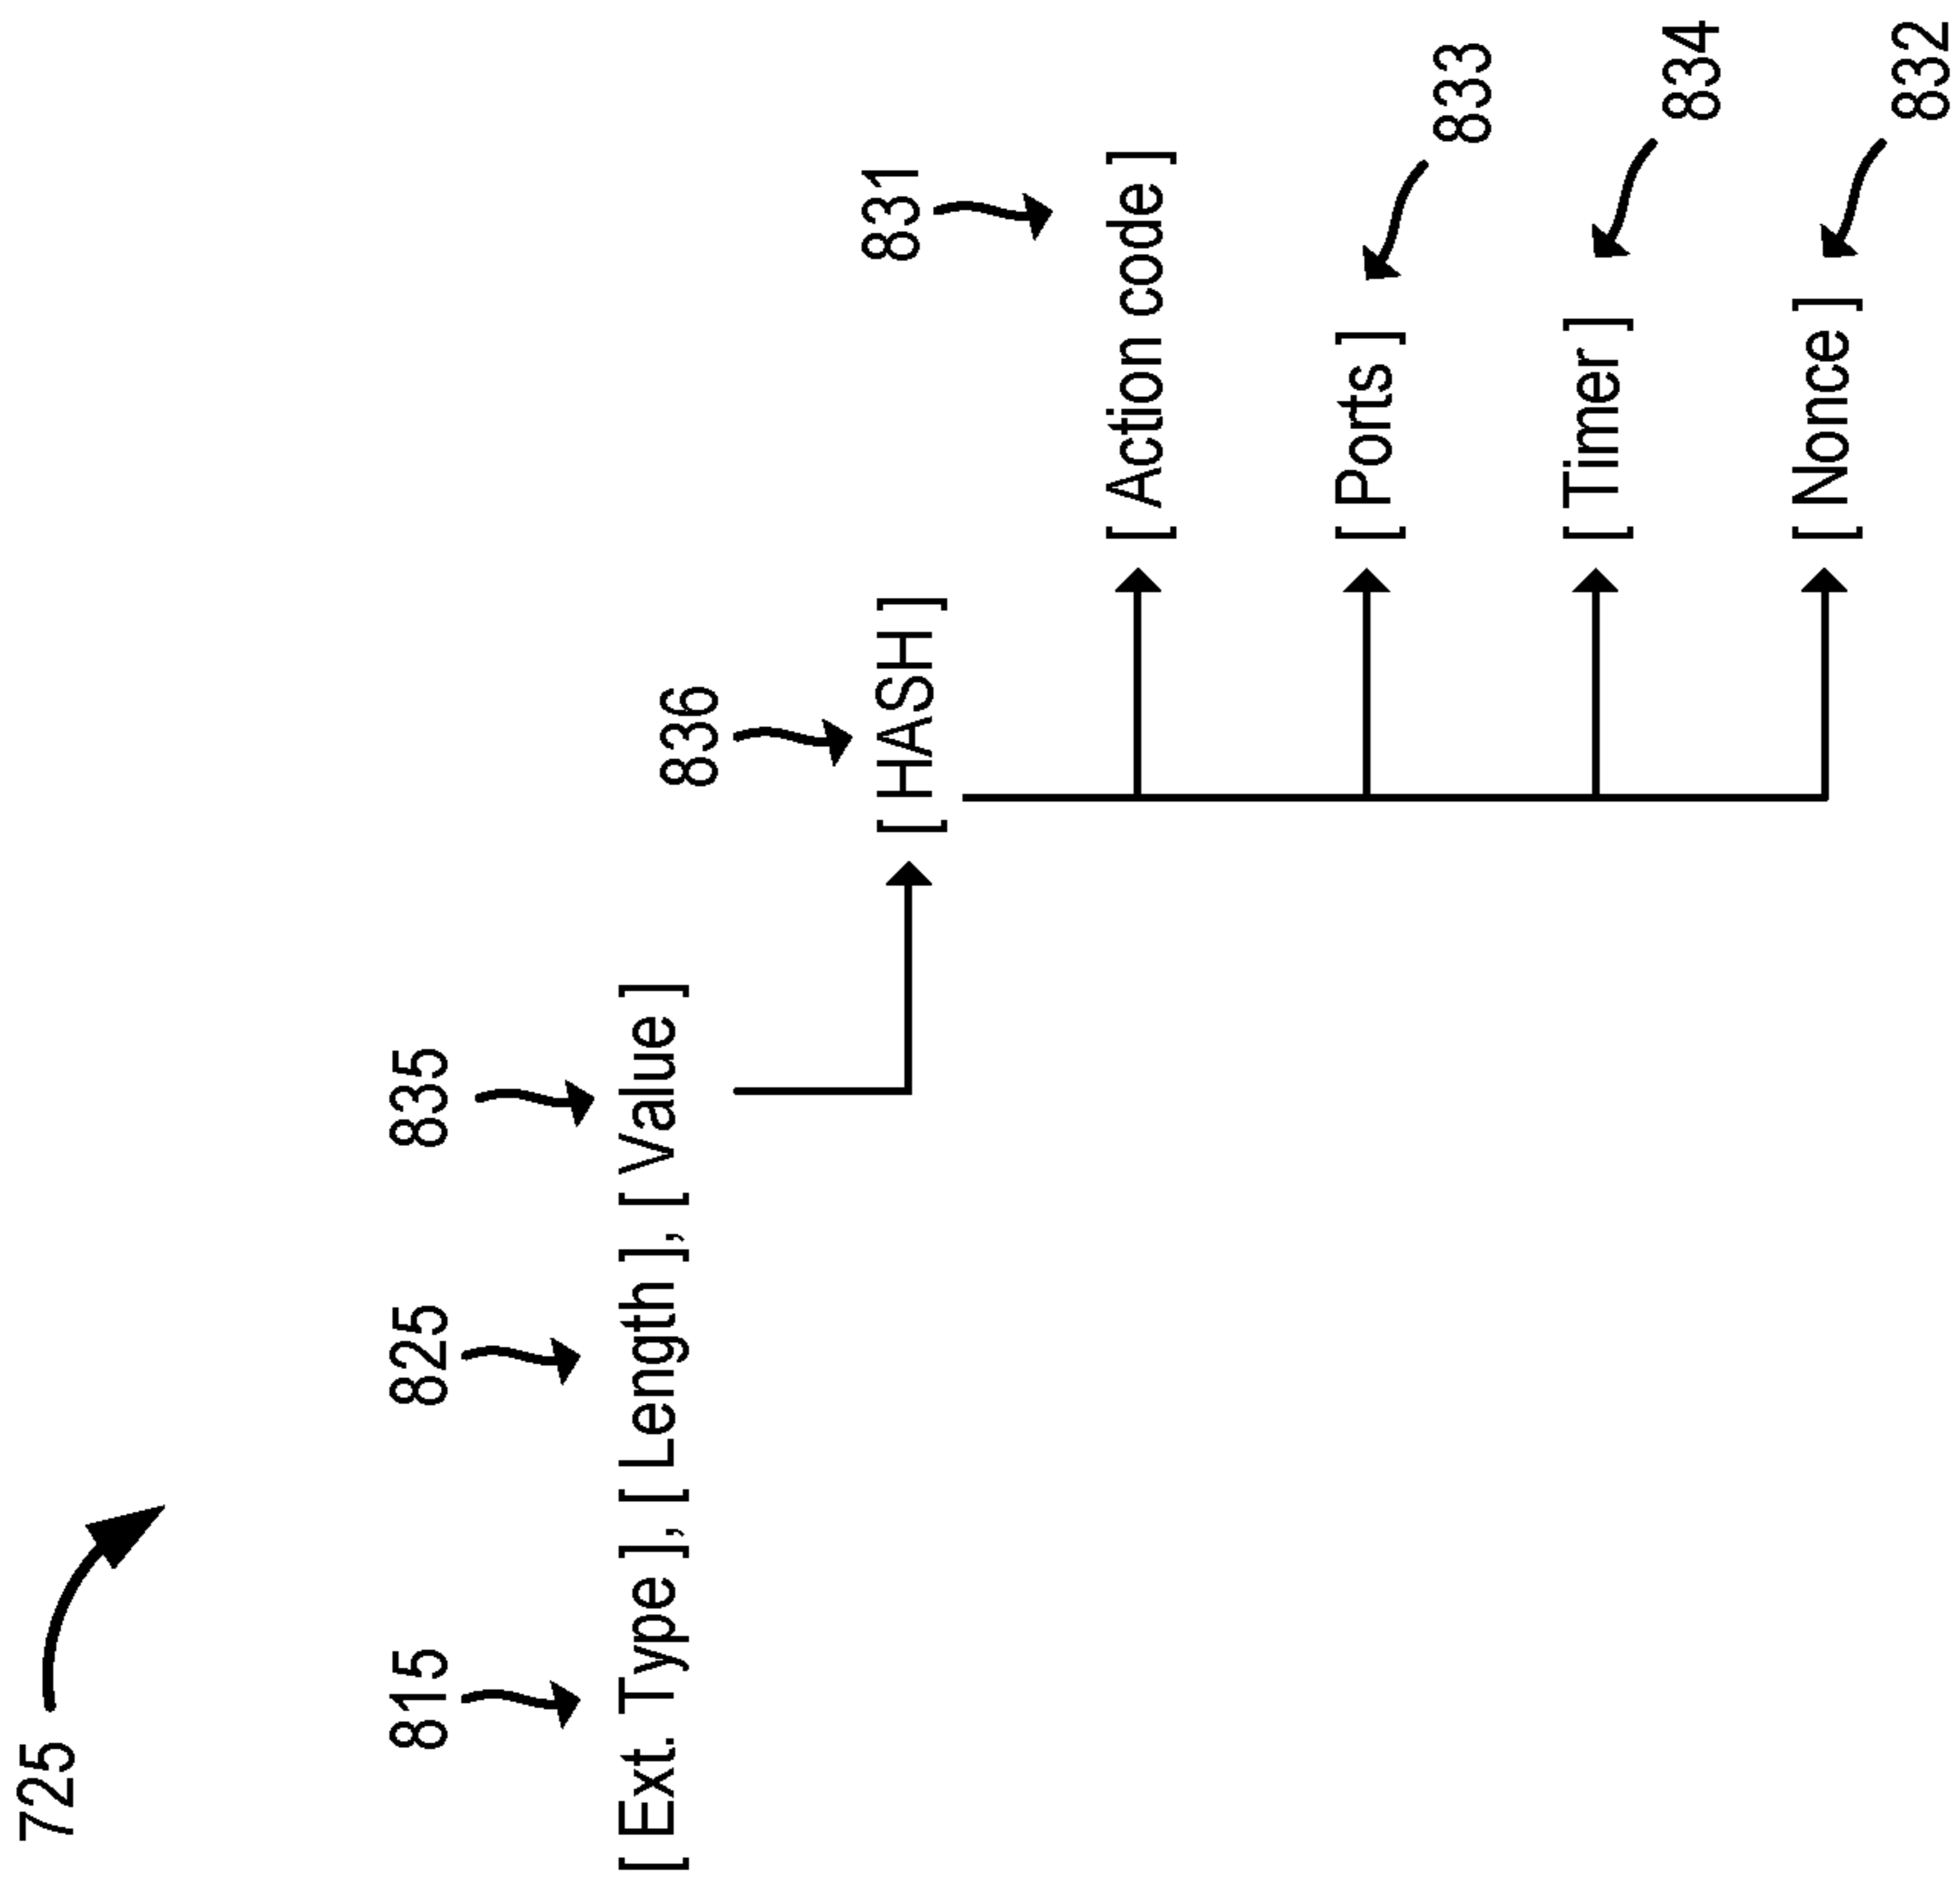 725
815 825 835
[ Ext. Type ], [ Length ], [ Value ]
836
[ HASH ]
831
[ Action code ]
[ Ports ]
833
[ Timer ]
834
[ Nonce ]
832